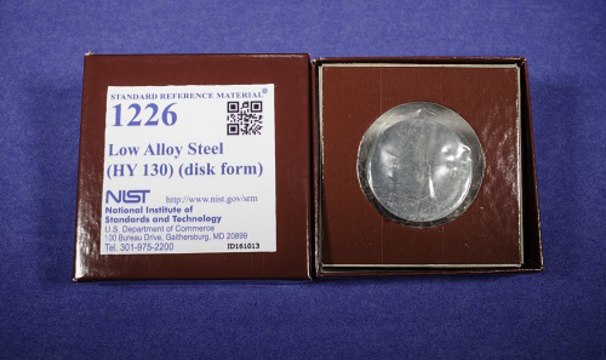 STANDARD REFERENCE MATERIAL®
1226
Low Alloy Steel
(HY 130) (disk form)
NIST http://www.nist.gov/srm
National Institute of
Standards and Technology
U.S. Department of Commerce
100 Bureau Drive, Gaithersburg, MD 20899
Tel. 301-975-2200 ID161013